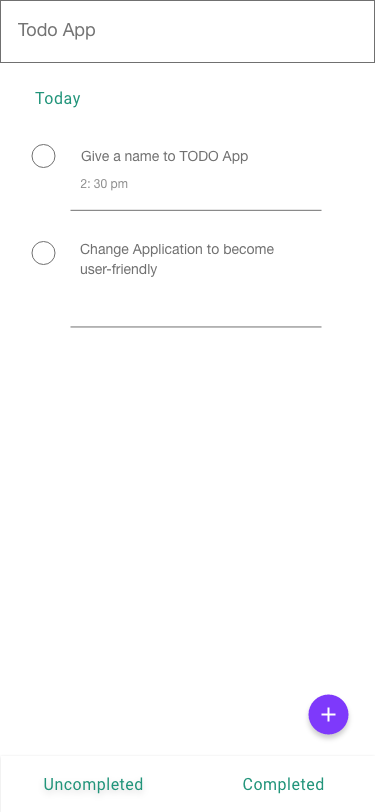 Todo App
Today
Give a name to TODO App
2: 30 pm
Change Application to become
user-friendly
Uncompleted
Completed